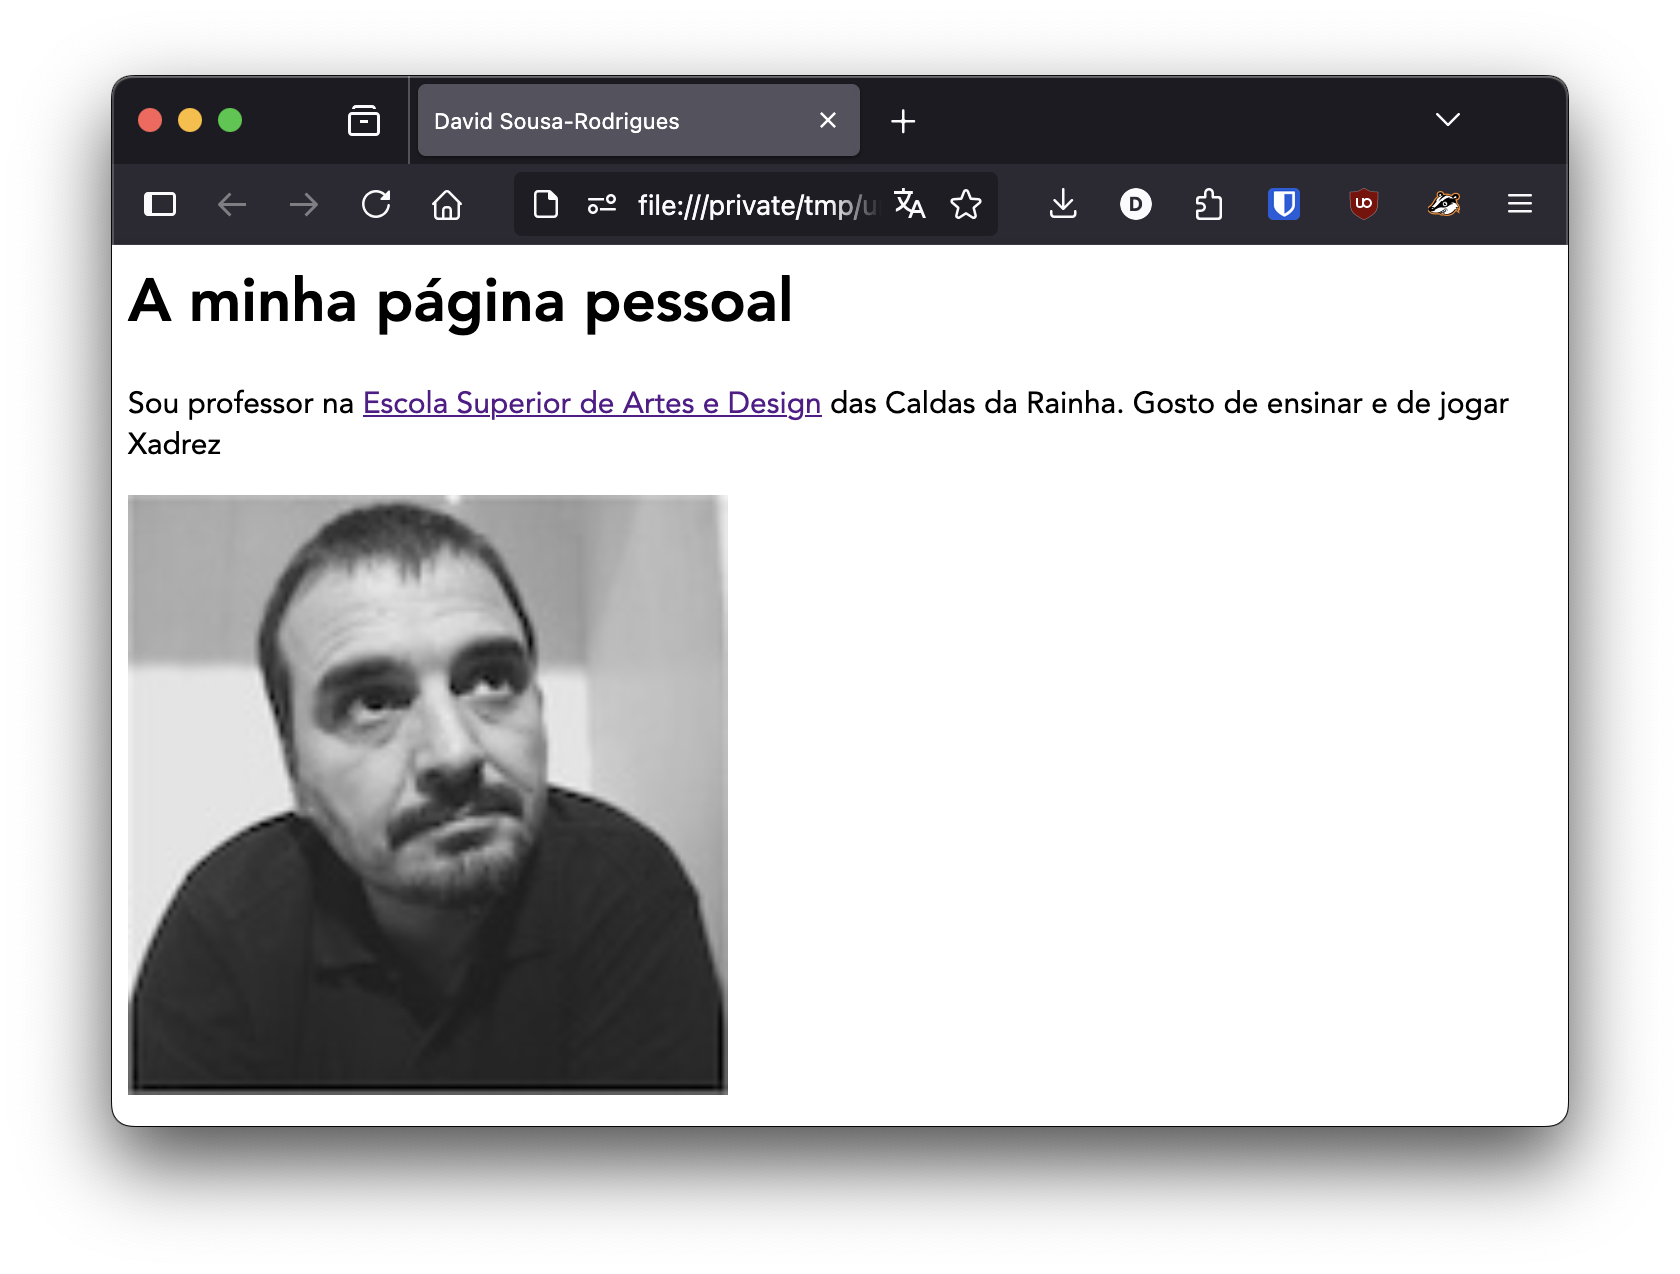 David Sousa-Rodrigues
file:///private/tmp/u
D
UO
A minha página pessoal
Sou professor na Escola Superior de Artes e Design das Caldas da Rainha. Gosto de ensinar e de jogar
Xadrez